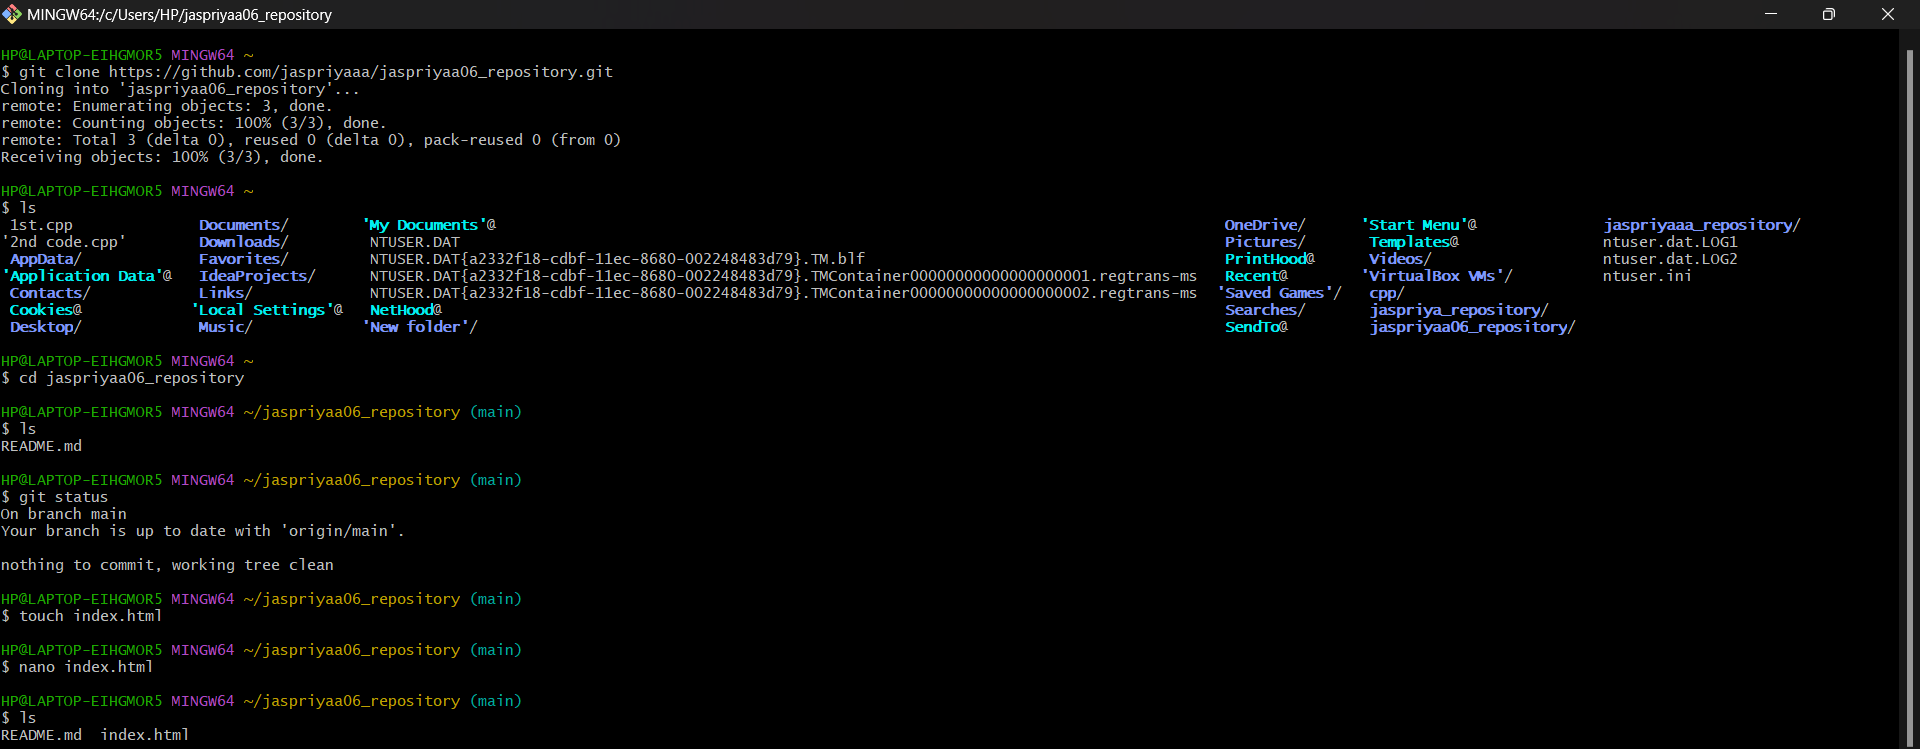 MINGW64:/c/Users/HP/jaspriyaa06_repository
HP@LAPTOP-EIHGMOR5 MINGW64 ~
$ git clone https://github.com/jaspriyaaa/jaspriyaa06_repository.git
Cloning into 'jaspriyaa06_repository'...
remote: Enumerating objects: 3, done.
remote: Counting objects: 100% (3/3), done.
remote: Total 3 (delta 0), reused 0 (delta 0), pack-reused 0 (from 0)
Receiving objects: 100% (3/3), done.
HP@LAPTOP-EIHGMOR5 MINGW64 ~
$ ls
1st.cpp Documents/ 'My Documents'@ OneDrive/ 'Start Menu'@ jaspriyaaa_repository/
'2nd code.cpp' Downloads/ NTUSER.DAT Pictures/ Templates@ ntuser.dat.LOG1
AppData/ Favorites/ NTUSER.DAT{a2332f18-cdbf-11ec-8680-002248483d79}.TM.blf PrintHood@ Videos/ ntuser.dat.LOG2
'Application Data'@ IdeaProjects/ NTUSER.DAT{a2332f18-cdbf-11ec-8680-002248483d79}.TMContainer00000000000000000001.regtrans-ms Recent@ 'VirtualBox VMs'/ ntuser.ini
Contacts/ Links/ NTUSER.DAT{a2332f18-cdbf-11ec-8680-002248483d79}.TMContainer00000000000000000002.regtrans-ms 'Saved Games'/ cpp/
Cookies@ 'Local Settings'@ NetHood@ Searches/ jaspriya_repository/
Desktop/ Music/ 'New folder'/ SendTo@ jaspriyaa06_repository/
HP@LAPTOP-EIHGMOR5 MINGW64 ~
$ cd jaspriyaa06_repository
HP@LAPTOP-EIHGMOR5 MINGW64 ~/jaspriyaa06_repository (main)
$ ls
README.md
HP@LAPTOP-EIHGMOR5 MINGW64 ~/jaspriyaa06_repository (main)
$ git status
On branch main
Your branch is up to date with 'origin/main'.
nothing to commit, working tree clean
HP@LAPTOP-EIHGMOR5 MINGW64 ~/jaspriyaa06_repository (main)
$ touch index.html
HP@LAPTOP-EIHGMOR5 MINGW64 ~/jaspriyaa06_repository (main)
$ nano index.html
HP@LAPTOP-EIHGMOR5 MINGW64 ~/jaspriyaa06_repository (main)
$ ls
README.md index.html